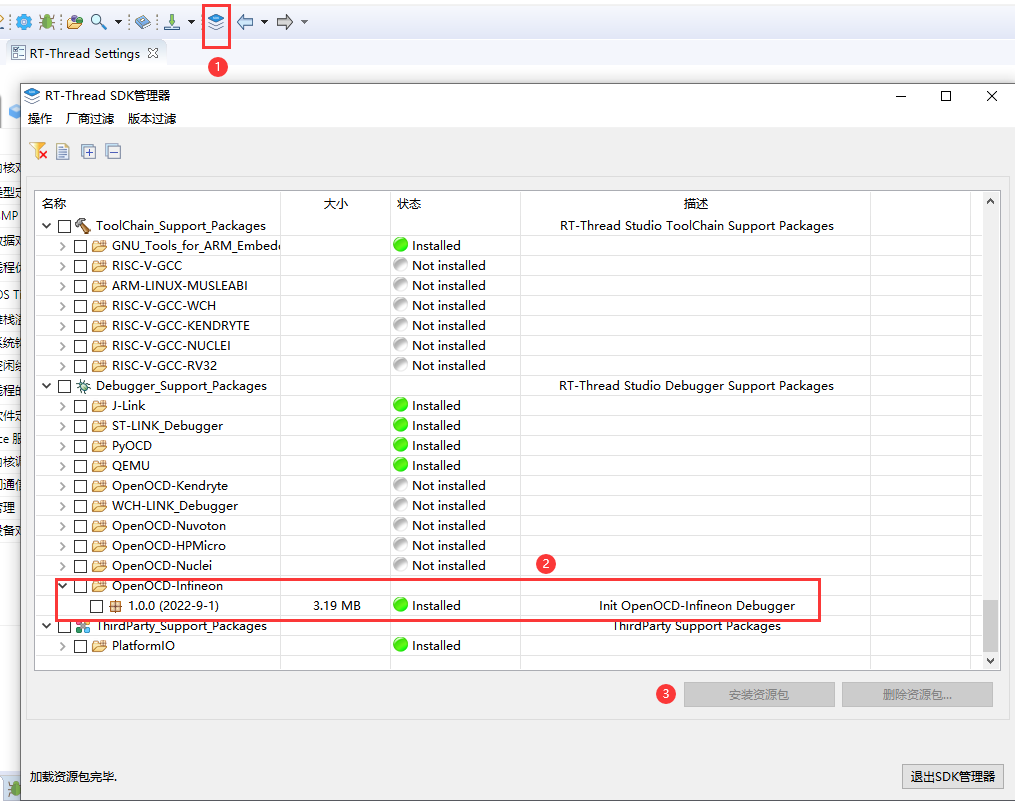 RT-Thread Settings
1
RT-Thread SDK管理器
操作 厂商过滤 版本过滤
名称 大小 状态 描述
ToolChain_Support_Packages RT-Thread Studio ToolChain Support Packages
GNU_Tools_for_ARM_Embed Installed
RISC-V-GCC Not installed
ARM-LINUX-MUSLEABI Not installed
RISC-V-GCC-WCH Not installed
RISC-V-GCC-KENDRYTE Not installed
RISC-V-GCC-NUCLEI Not installed
RISC-V-GCC-RV32 Not installed
Debugger_Support_Packages RT-Thread Studio Debugger Support Packages
J-Link Installed
ST-LINK_Debugger Installed
PyOCD Installed
QEMU Installed
OpenOCD-Kendryte Not installed
WCH-LINK_Debugger Not installed
OpenOCD-Nuvoton Not installed
OpenOCD-HPMicro Not installed
OpenOCD-Nuclei Not installed
2
OpenOCD-Infineon
1.0.0 (2022-9-1) 3.19 MB Installed Init OpenOCD-Infineon Debugger
ThirdParty_Support_Packages ThirdParty Support Packages
PlatformIO Installed
3 安装资源包 删除资源包...
加载资源包完毕.
退出SDK管理器